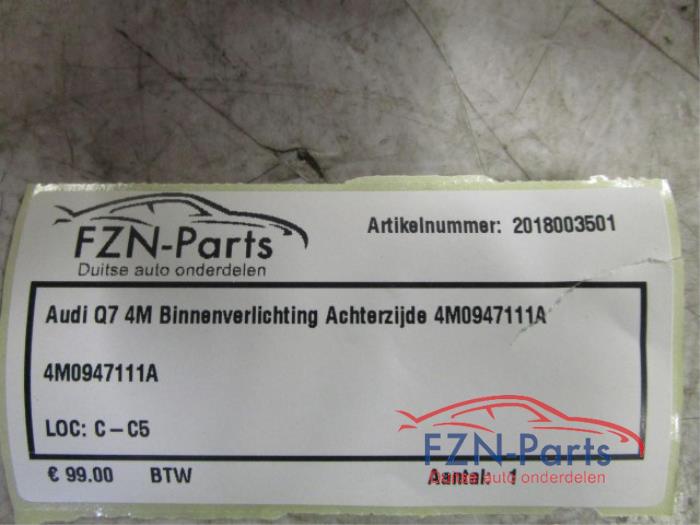 FZN-Parts
Duitse auto onderdelen
Artikelnummer: 2018003501
Audi Q7 4M Binnenverlichting Achterzijde 4M0947111A
4M0947111A
LOC: C-C5
€ 99.00 BTW Aantal: 1
FZN-Parts
Duitse auto onderdelen